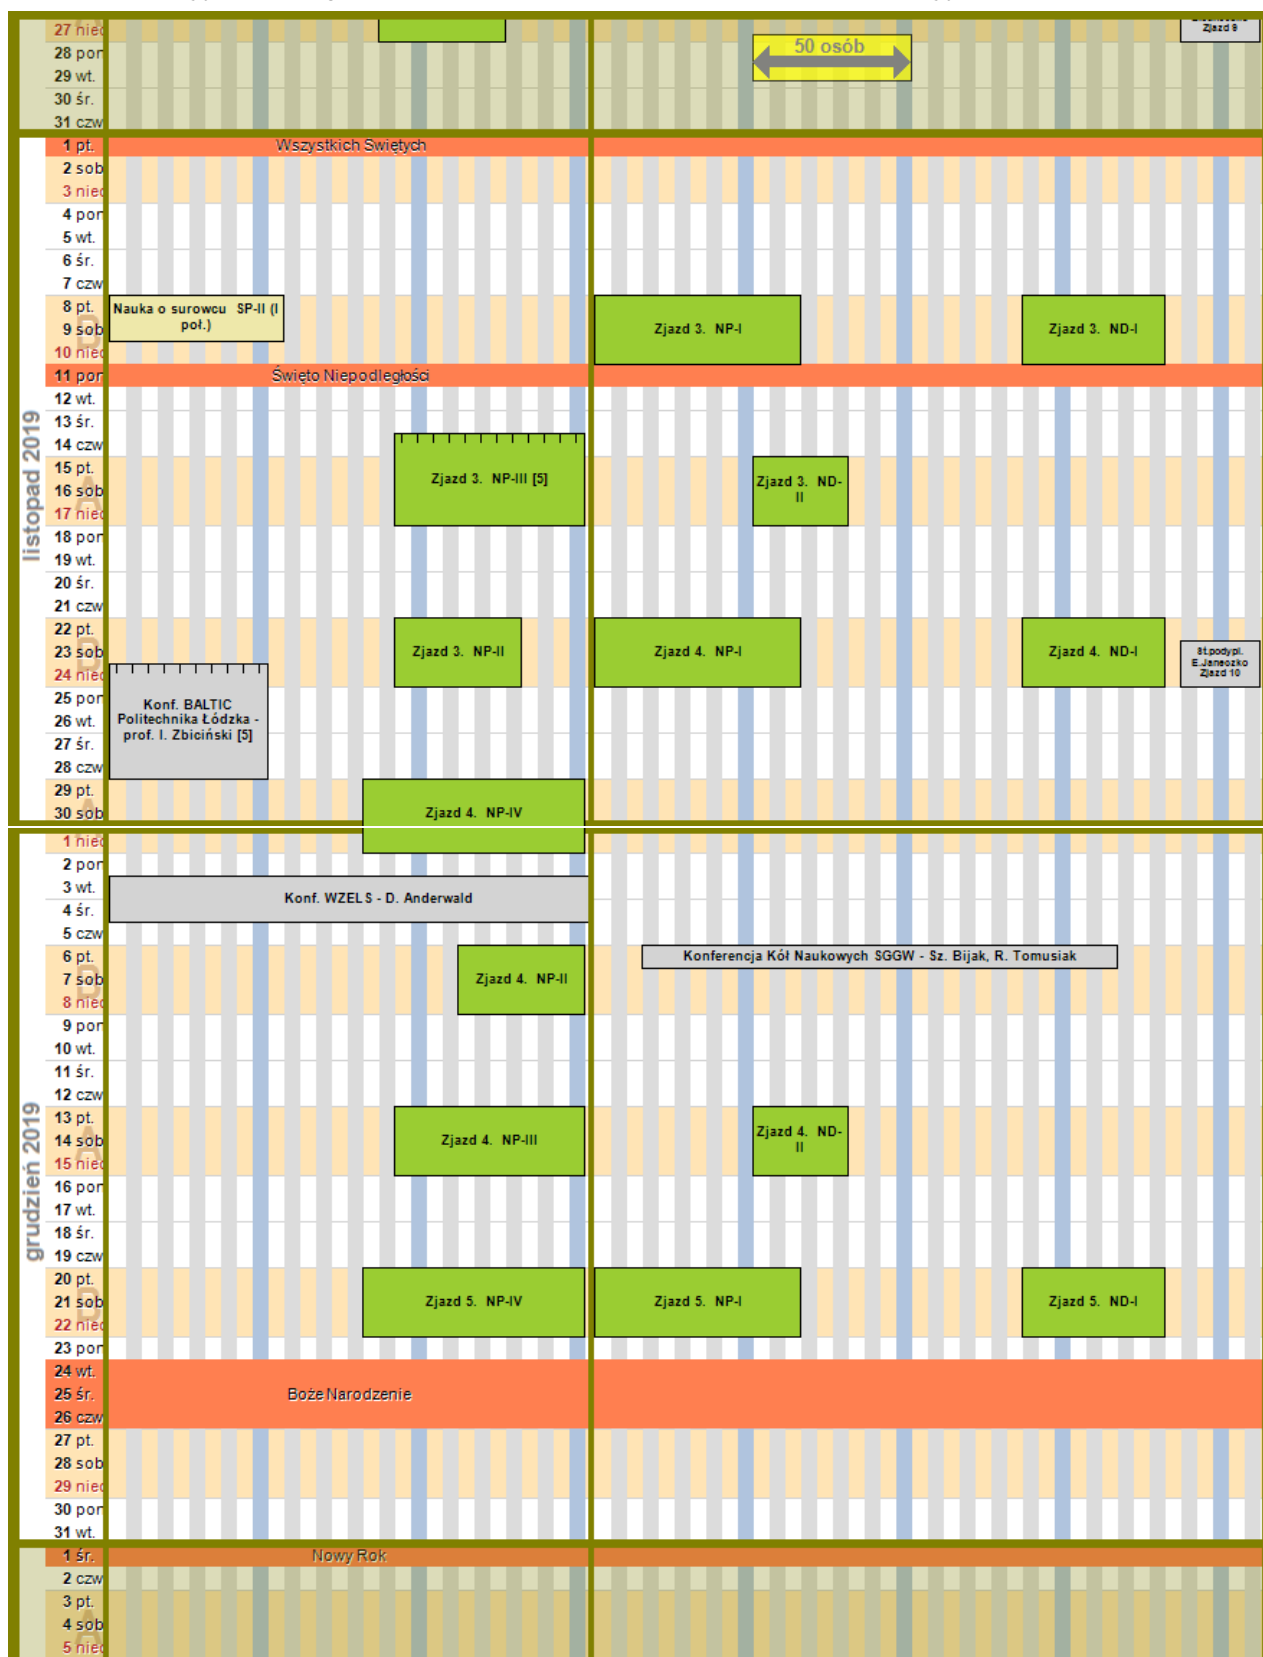 27 nied
Zjazd 9
28 pon
50 osób
29 wt.
30 śr.
31 czw
listopad 2019
1 pt.
Wszystkich Świętych
2 sob
3 nied
4 pon
5 wt.
6 śr.
7 czw
8 pt.
Nauka o surowcu SP-II (I
poł.)
9 sob
Zjazd 3. NP-I
Zjazd 3. ND-I
B
10 nied
11 pon
Święto Niepodległości
12 wt.
13 śr.
14 czw
15 pt.
Zjazd 3. NP-III [5]
Zjazd 3. ND-
II
16 sob
A
17 nied
18 pon
19 wt.
20 śr.
21 czw
22 pt.
23 sob
B
Zjazd 3. NP-II
Zjazd 4. NP-I
Zjazd 4. ND-I
St.podypl.
E.Janeczko
Zjazd 10
24 nied
25 pon
Konf. BALTIC
Politechnika Łódzka -
prof. I. Zbiciński [5]
26 wt.
27 śr.
28 czw
29 pt.
30 sob
A
Zjazd 4. NP-IV
grudzień 2019
1 nied
2 pon
3 wt.
Konf. WZELS - D. Anderwald
4 śr.
5 czw
6 pt.
Konferencja Kół Naukowych SGGW - Sz. Bijak, R. Tomusiak
7 sob
B
Zjazd 4. NP-II
8 nied
9 pon
10 wt.
11 śr.
12 czw
13 pt.
14 sob
A
Zjazd 4. NP-III
Zjazd 4. ND-
II
15 nied
16 pon
17 wt.
18 śr.
19 czw
20 pt.
21 sob
B
Zjazd 5. NP-IV
Zjazd 5. NP-I
Zjazd 5. ND-I
22 nied
23 pon
24 wt.
25 śr.
Boże Narodzenie
26 czw
27 pt.
28 sob
29 nied
30 pon
31 wt.
1 śr.
Nowy Rok
2 czw
3 pt.
4 sob
A
5 nied